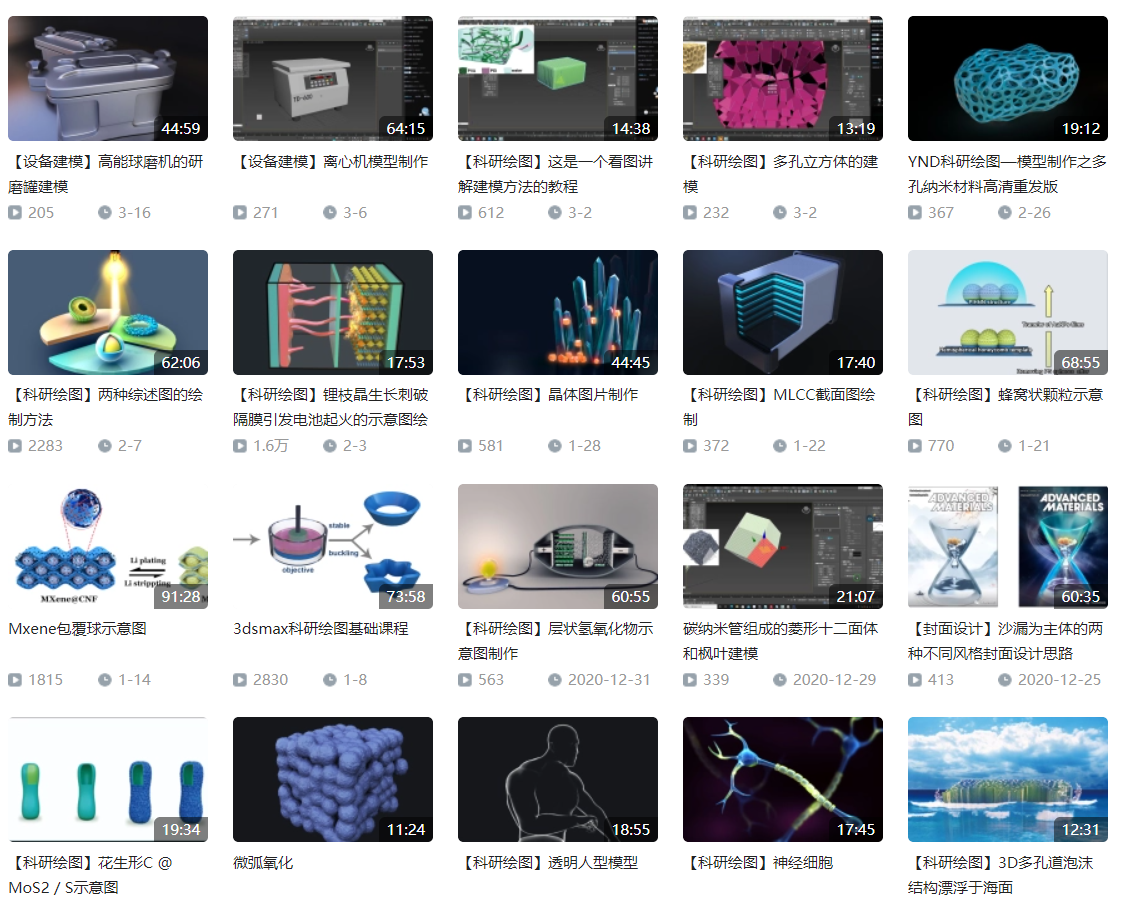 44:59
64:15
14:38
13:19
19:12
【设备建模】高能球磨机的研
磨罐建模
205 3-16
【设备建模】离心机模型制作
271 3-6
【科研绘图】这是一个看图讲
解建模方法的教程
612 3-2
【科研绘图】多孔立方体的建
模
232 3-2
YND科研绘图—模型制作之多
孔纳米材料高清重发版
367 2-26
62:06
17:53
44:45
17:40
68:55
【科研绘图】两种综述图的绘
制方法
2283 2-7
【科研绘图】锂枝晶生长刺破
隔膜引发电池起火的示意图绘
1.6万 2-3
【科研绘图】晶体图片制作
581 1-28
【科研绘图】MLCC截面图绘
制
372 1-22
【科研绘图】蜂窝状颗粒示意
图
770 1-21
Li plating
Li strippting
MXene@CNF
91:28
stable
buckling
objective
73:58
60:55
21:07
ADVANCED
MATERIALS
ADVANCED
MATERIALS
60:35
Mxene包覆球示意图
1815 1-14
3dsmax科研绘图基础课程
2830 1-8
【科研绘图】层状氢氧化物示
意图制作
563 2020-12-31
碳纳米管组成的菱形十二面体
和枫叶建模
339 2020-12-29
【封面设计】沙漏为主体的两
种不同风格封面设计思路
413 2020-12-25
19:34
11:24
18:55
17:45
12:31
【科研绘图】花生形C @
MoS2 / S示意图
微弧氧化
【科研绘图】透明人型模型
【科研绘图】神经细胞
【科研绘图】3D多孔道泡沫
结构漂浮于海面